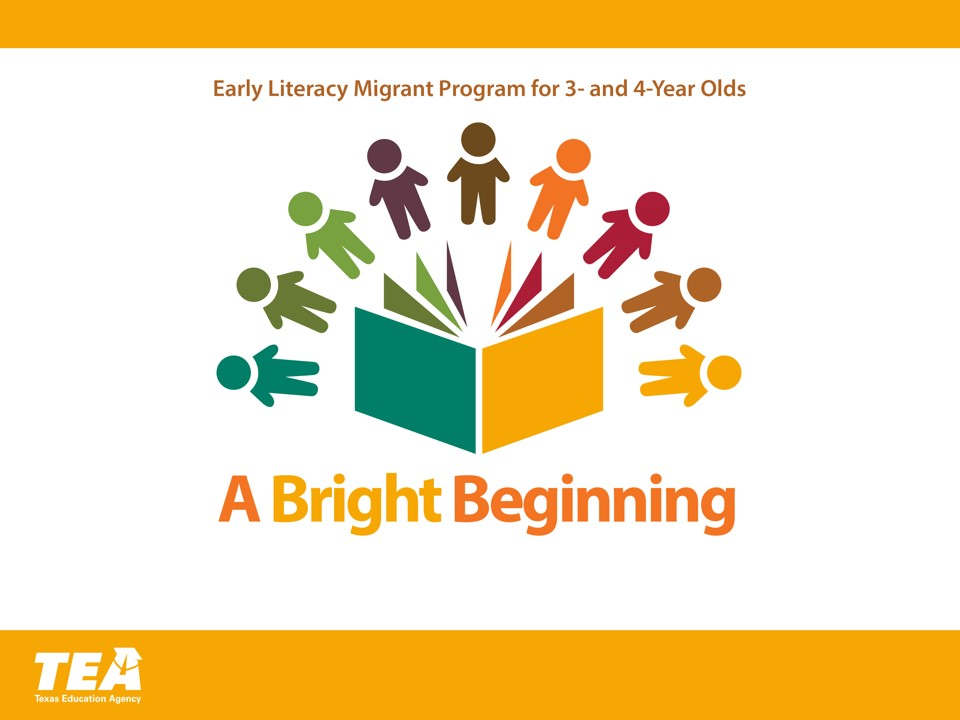 Early Literacy Migrant Program for 3- and 4-Year Olds
A Bright Beginning
TEA
Texas Education Agency